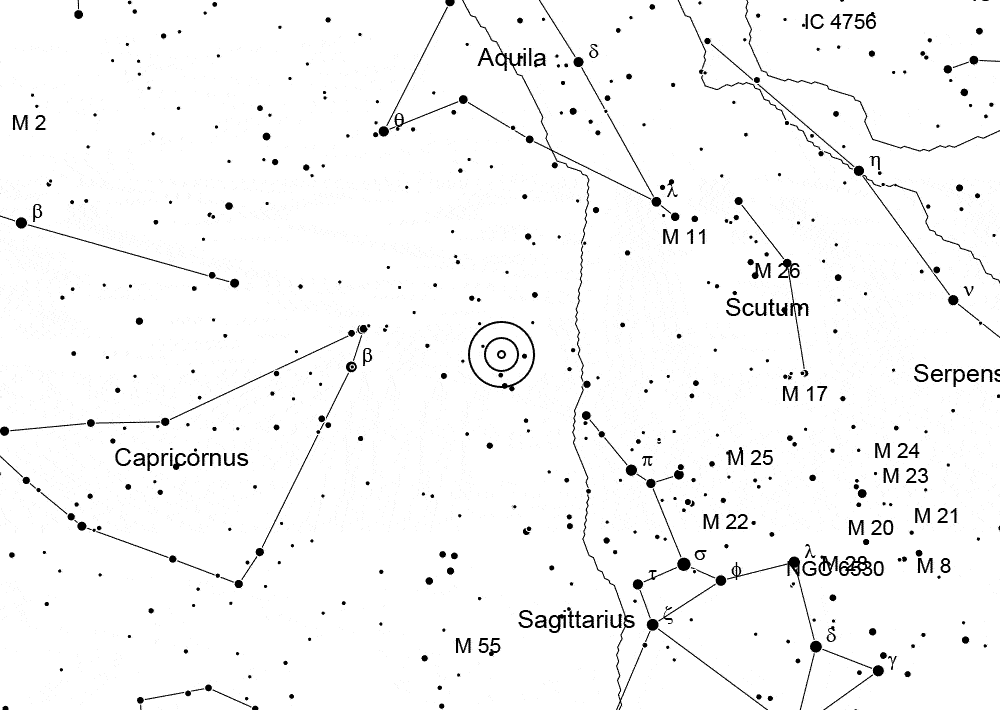 IC 4756
Aquila
δ
M 2
θ
η
λ
β
M 11
M 26
ν
Scutum
β
Serpens
M 17
Capricornus
π
M 25
M 24
M 23
M 22
M 21
M 20
σ
λ
M 28
NGC 6530
M 8
τ
ϕ
Sagittarius
ζ
δ
M 55
γ